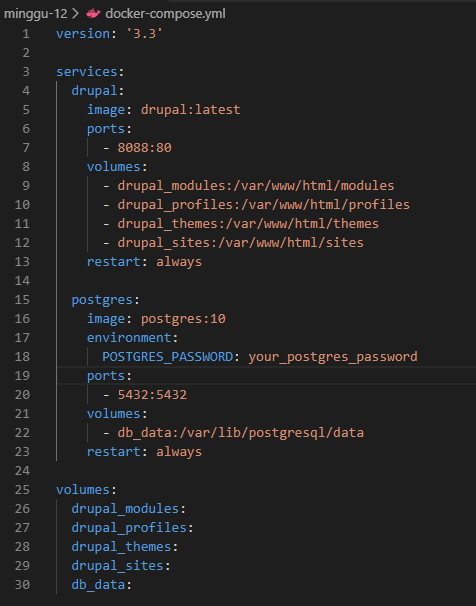 minggu-12 > docker-compose.yml
1 version: '3.3'
2
3 services:
4   drupal:
5     image: drupal:latest
6     ports:
7       - 8088:80
8     volumes:
9       - drupal_modules:/var/www/html/modules
10       - drupal_profiles:/var/www/html/profiles
11       - drupal_themes:/var/www/html/themes
12       - drupal_sites:/var/www/html/sites
13     restart: always
14
15   postgres:
16     image: postgres:10
17     environment:
18       POSTGRES_PASSWORD: your_postgres_password
19     ports:
20       - 5432:5432
21     volumes:
22       - db_data:/var/lib/postgresql/data
23     restart: always
24
25 volumes:
26   drupal_modules:
27   drupal_profiles:
28   drupal_themes:
29   drupal_sites:
30   db_data: